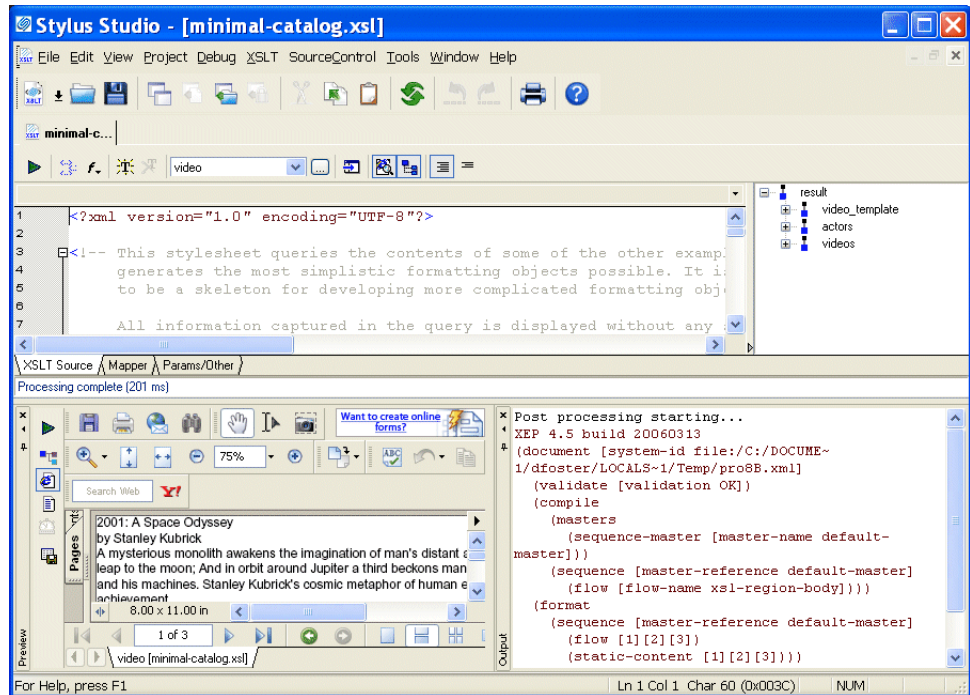 Stylus Studio - [minimal-catalog.xsl]
File Edit View Project Debug XSLT SourceControl Tools Window Help
minimal-c...
video
1 <?xml version="1.0" encoding="UTF-8"?>
2
3 <!-- This stylesheet queries the contents of some of the other examp
4 generates the most simplistic formatting objects possible. It i
5 to be a skeleton for developing more complicated formatting obj
6
7 All information captured in the query is displayed without any
result
video_template
actors
videos
XSLT Source Mapper Params/Other
Processing complete (201 ms)
Want to create online forms?
75%
ABC
Search Web Y!
Pages
2001: A Space Odyssey
by Stanley Kubrick
A mysterious monolith awakens the imagination of man's distant a
leap to the moon; And in orbit around Jupiter a third beckons man
and his machines. Stanley Kubrick's cosmic metaphor of human e
achievement
8.00 x 11.00 in
1 of 3
video [minimal-catalog.xsl]
Preview
Post processing starting...
XEP 4.5 build 20060313
(document [system-id file:/C:/DOCUME~
1/dfoster/LOCALS~1/Temp/pro8B.xml]
(validate [validation OK])
(compile
(masters
(sequence-master [master-name default-
master]))
(sequence [master-reference default-master]
(flow [flow-name xsl-region-body])))
(format
(sequence [master-reference default-master]
(flow [1][2][3])
(static-content [1][2][3])))
Output
For Help, press F1
Ln 1 Col 1 Char 60 (0x003C) NUM